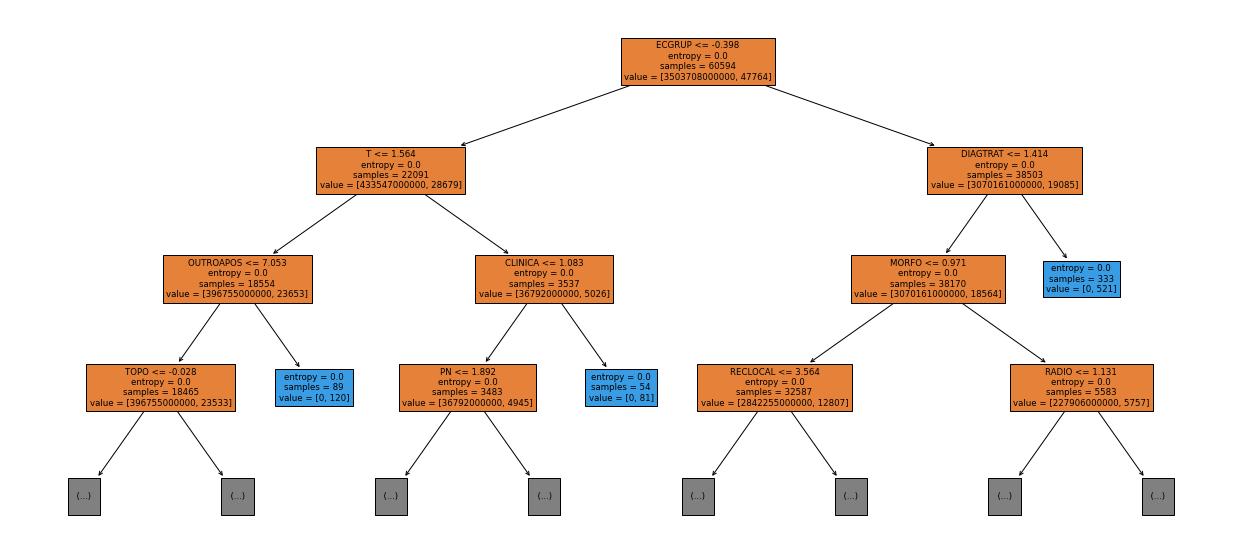 ECGRUP <= -0.398
entropy = 0.0
samples = 60594
value = [3503708000000, 47764]
T <= 1.564
entropy = 0.0
samples = 22091
value = [433547000000, 28679]
DIAGTRAT <= 1.414
entropy = 0.0
samples = 38503
value = [3070161000000, 19085]
OUTROAPOS <= 7.053
entropy = 0.0
samples = 18554
value = [396755000000, 23653]
CLINICA <= 1.083
entropy = 0.0
samples = 3537
value = [36792000000, 5026]
MORFO <= 0.971
entropy = 0.0
samples = 38170
value = [3070161000000, 18564]
entropy = 0.0
samples = 333
value = [0, 521]
TOPO <= -0.028
entropy = 0.0
samples = 18465
value = [396755000000, 23533]
entropy = 0.0
samples = 89
value = [0, 120]
PN <= 1.892
entropy = 0.0
samples = 3483
value = [36792000000, 4945]
entropy = 0.0
samples = 54
value = [0, 81]
RECLOCAL <= 3.564
entropy = 0.0
samples = 32587
value = [2842255000000, 12807]
RADIO <= 1.131
entropy = 0.0
samples = 5583
value = [227906000000, 5757]
(...)
(...)
(...)
(...)
(...)
(...)
(...)
(...)